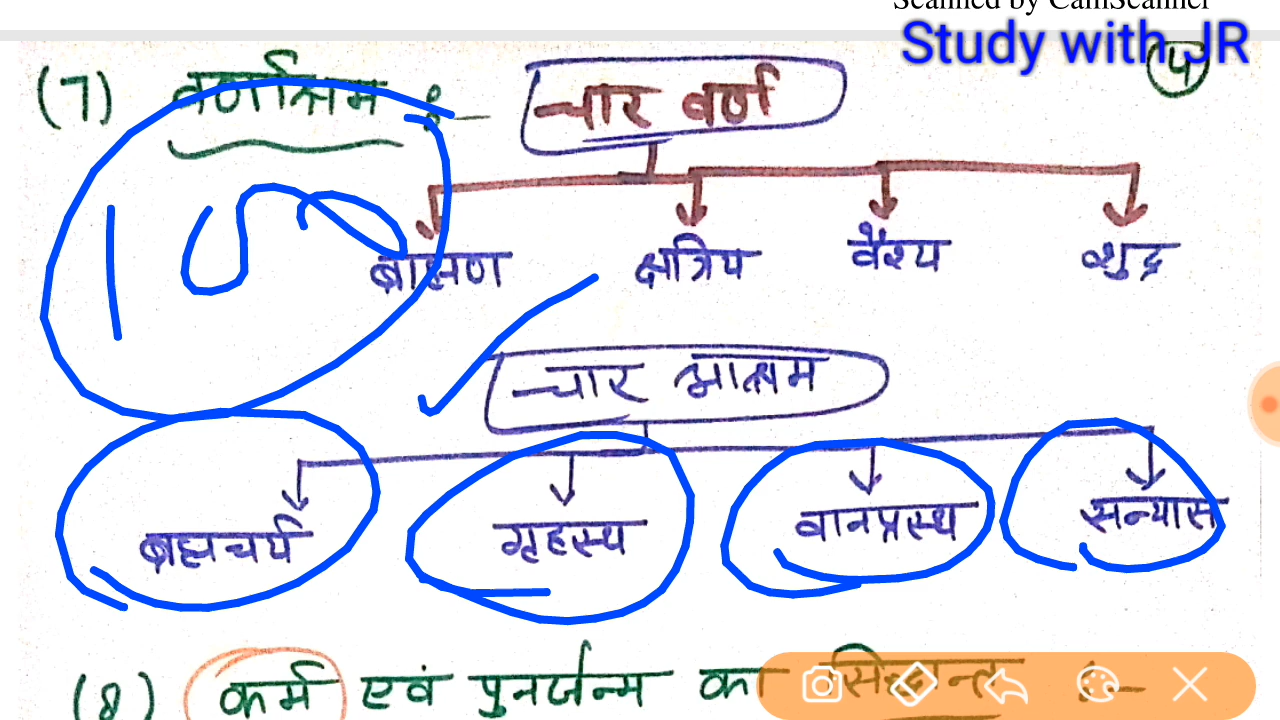 Scanned by CamScanner
Study with JR
(7) वर्णाश्रम :- चार वर्ण
ब्राह्मण क्षत्रिय वैश्य शुद्र
चार आश्रम
ब्रह्मचर्य गृहस्थ वानप्रस्थ सन्यास
(8) कर्म एवं पुनर्जन्म का सिद्धान्त :-